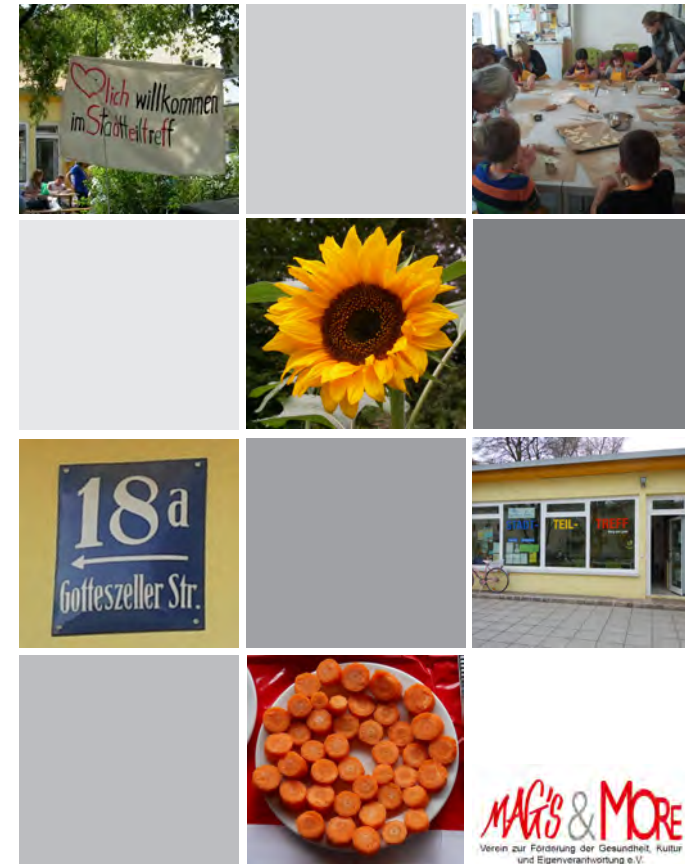 lich willkommen
im Stadtteiltreff
18a
Gotteszeller Str.
STADT- TEIL- TREFF
MAG'S & MORE
Verein zur Förderung der Gesundheit, Kultur
und Eigenverantwortung e.V.